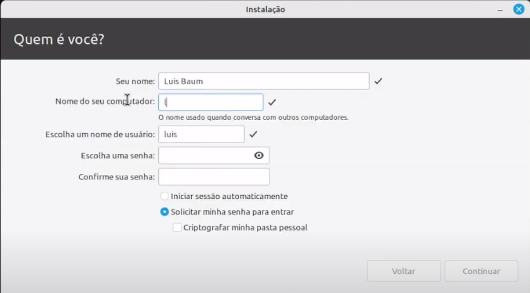 Instalação
Quem é você?
Seu nome: Luis Baum
Nome do seu computador: l
O nome usado quando conversa com outros computadores.
Escolha um nome de usuário: luis
Escolha uma senha:
Confirme sua senha:
Iniciar sessão automaticamente
Solicitar minha senha para entrar
Criptografar minha pasta pessoal
Voltar Continuar